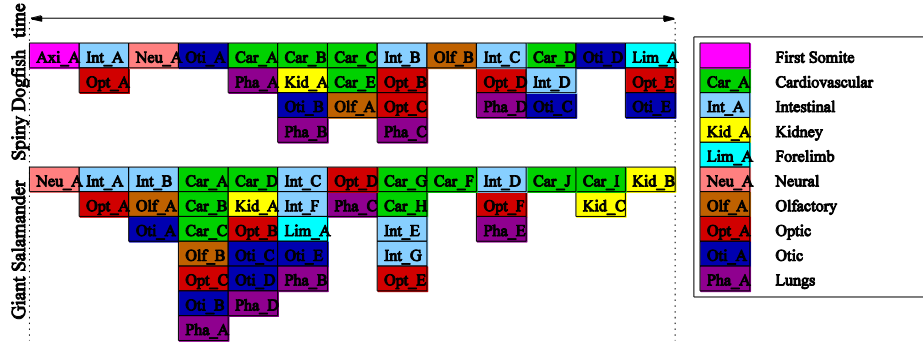 time
Spiny Dogfish
Axi_A Int_A Neu_A Oti_A Car_A Car_B Car_C Int_B Olf_B Int_C Car_D Oti_D Lim_A
Opt_A Pha_A Kid_A Car_E Opt_B Opt_D Int_D Opt_E
Oti_B Olf_A Opt_C Pha_D Oti_C Oti_E
Pha_B Pha_C
Giant Salamander
Neu_A Int_A Int_B Car_A Car_D Int_C Opt_D Car_G Car_F Int_D Car_J Car_I Kid_B
Opt_A Olf_A Car_B Kid_A Int_F Pha_C Car_H Opt_F Kid_C
Oti_A Car_C Opt_B Lim_A Int_E Pha_E
Olf_B Oti_C Oti_E Int_G
Opt_C Oti_D Pha_B Opt_E
Oti_B Pha_D
Pha_A
First Somite
Car_A Cardiovascular
Int_A Intestinal
Kid_A Kidney
Lim_A Forelimb
Neu_A Neural
Olf_A Olfactory
Opt_A Optic
Oti_A Otic
Pha_A Lungs